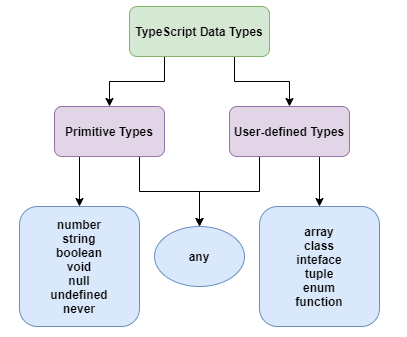 TypeScript Data Types
Primitive Types
User-defined Types
number
string
boolean
void
null
undefined
never
any
array
class
inteface
tuple
enum
function